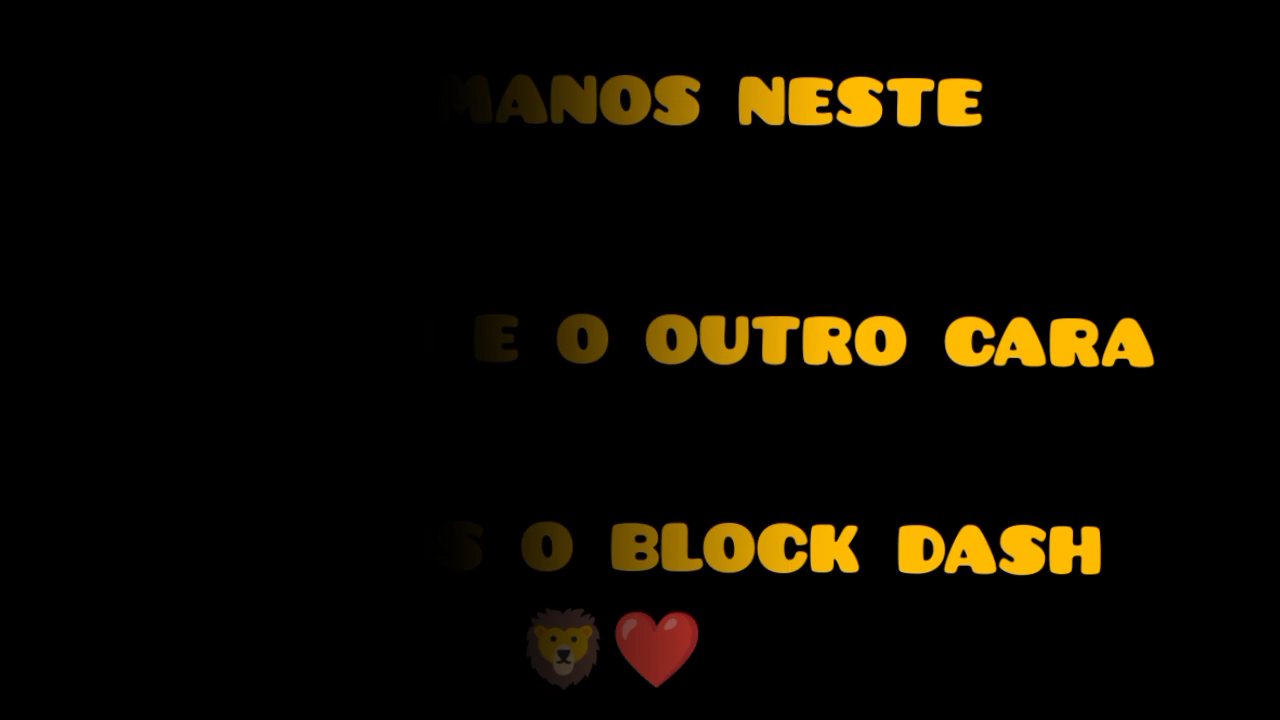 MANOS NESTE
E O OUTRO CARA
S O BLOCK DASH
🦁❤️